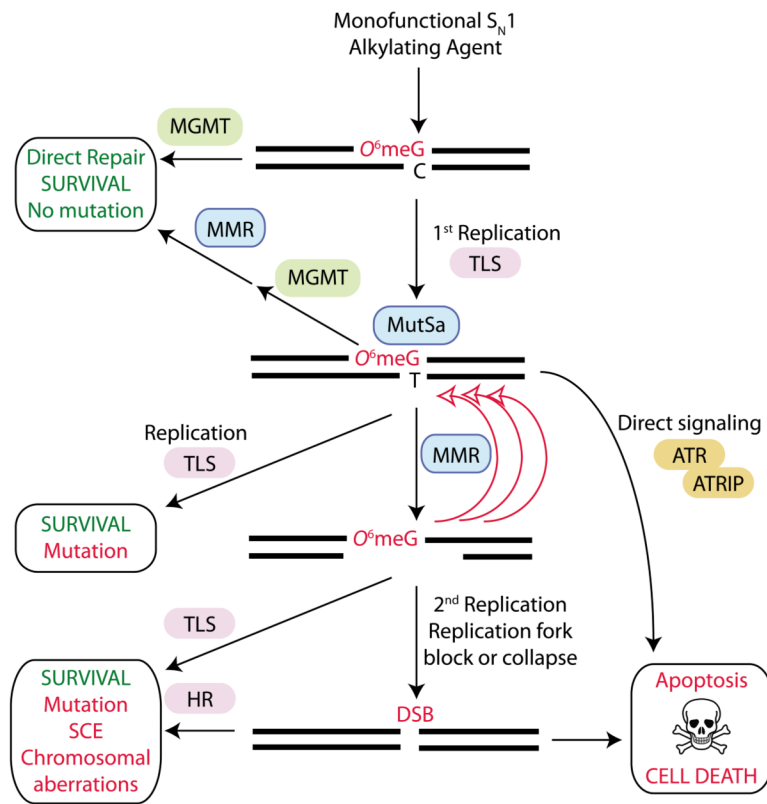 Monofunctional SN1
Alkylating Agent
MGMT
O6meG
C
Direct Repair
SURVIVAL
No mutation
MMR
1st Replication
TLS
MGMT
MutSa
O6meG
T
Replication
TLS
MMR
Direct signaling
ATR
ATRIP
SURVIVAL
Mutation
O6meG
TLS
2nd Replication
Replication fork
block or collapse
SURVIVAL
Mutation
SCE
Chromosomal
aberrations
HR
DSB
Apoptosis
CELL DEATH